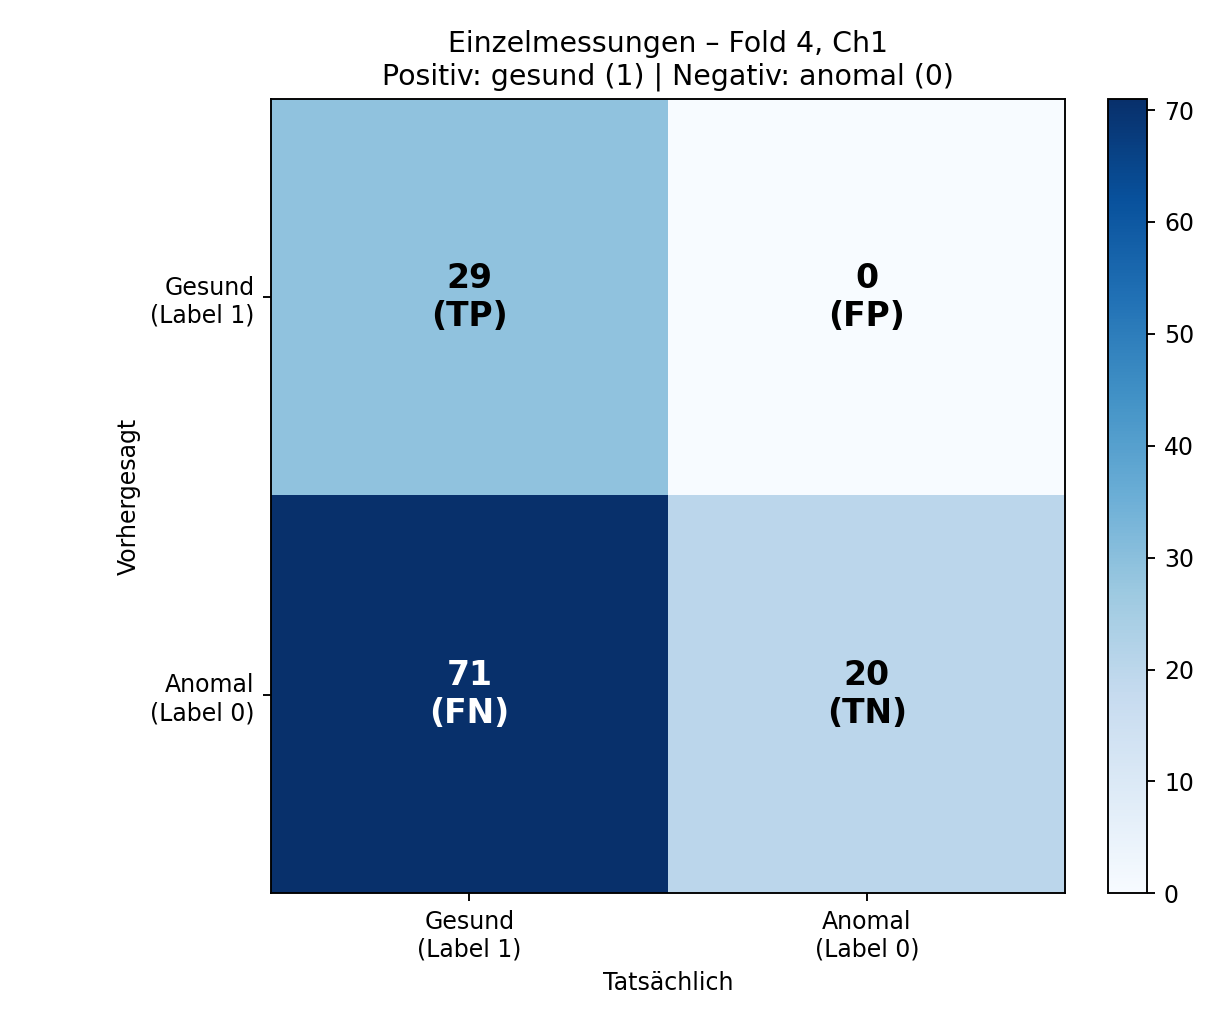 Einzelmessungen – Fold 4, Ch1
Positiv: gesund (1) | Negativ: anomal (0)
Vorhergesagt
Gesund
(Label 1)
29
(TP)
0
(FP)
Anomal
(Label 0)
71
(FN)
20
(TN)
Gesund
(Label 1)
Anomal
(Label 0)
Tatsächlich
70
60
50
40
30
20
10
0